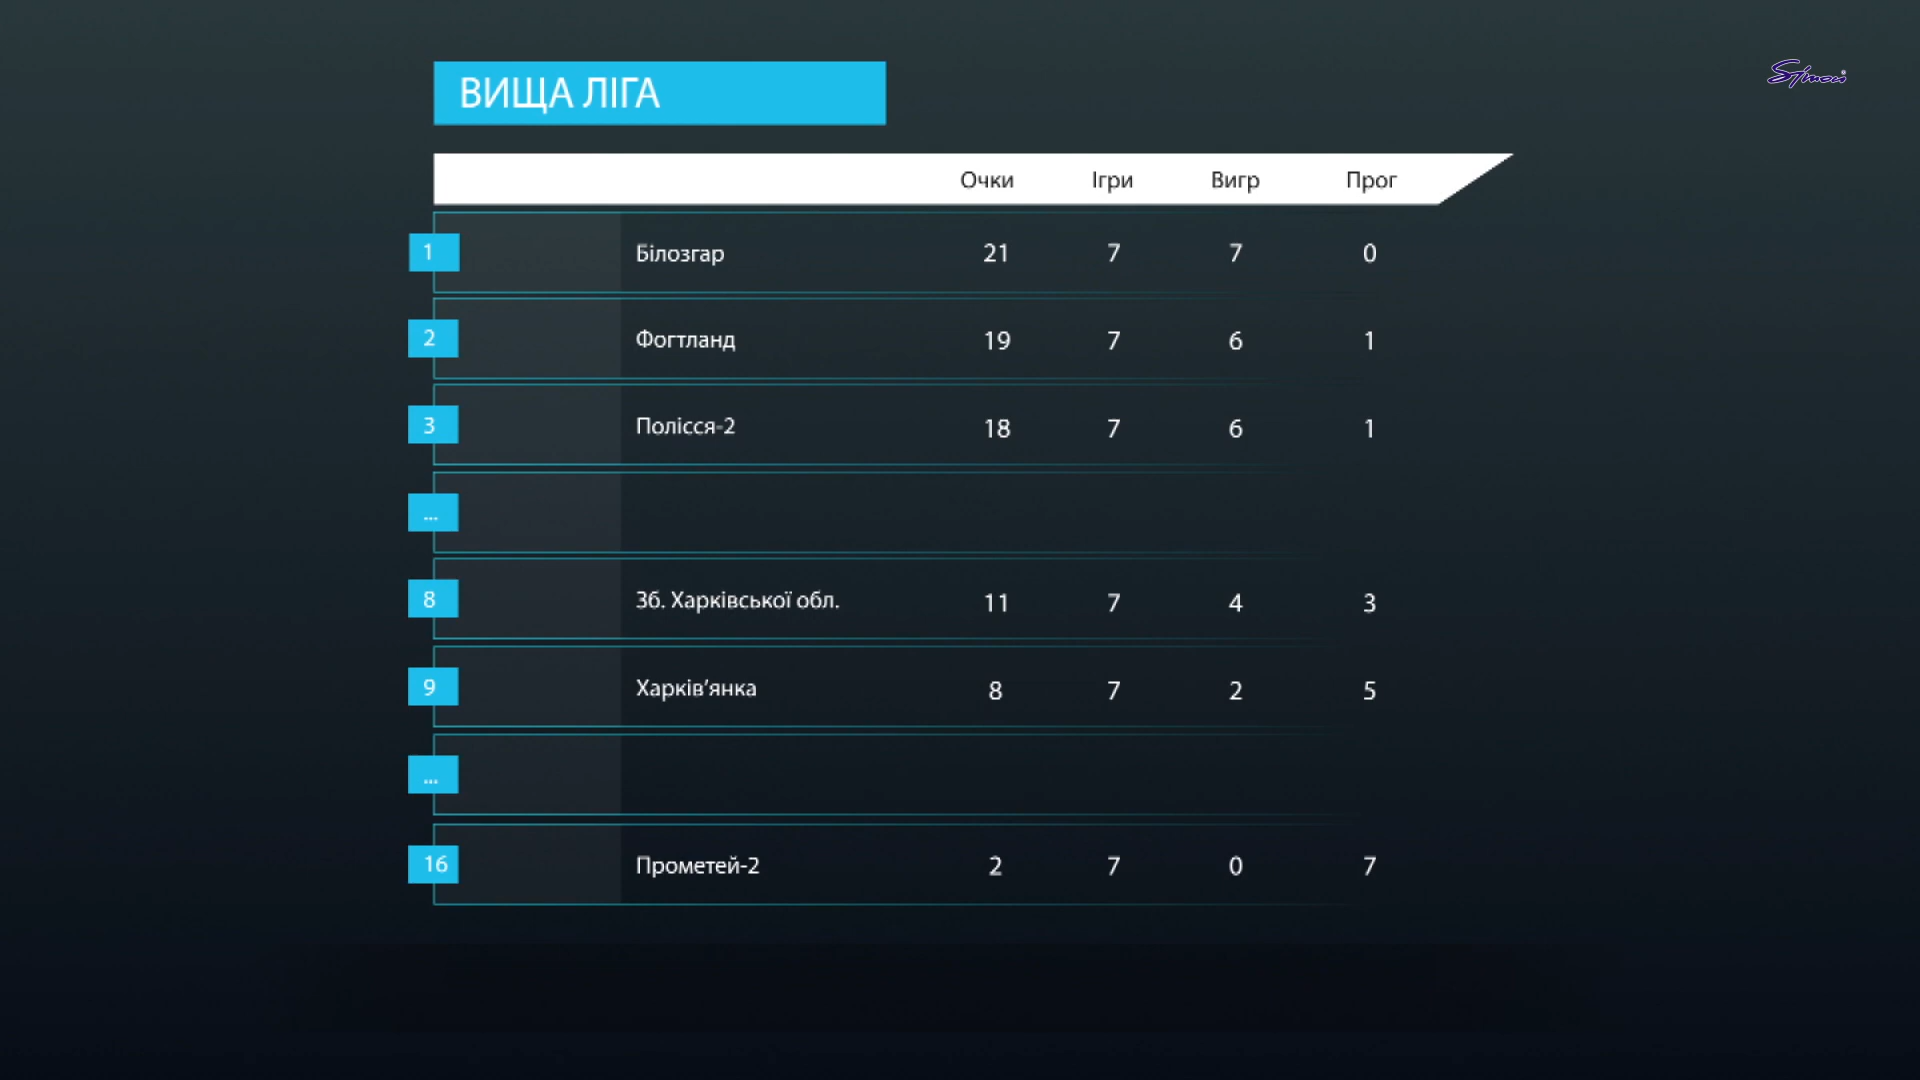 Simon
ВИЩА ЛІГА
Очки Ігри Вигр Прог
1 Білозгар 21 7 7 0
2 Фогтланд 19 7 6 1
3 Полісся-2 18 7 6 1
...
8 Зб. Харківської обл. 11 7 4 3
9 Харків’янка 8 7 2 5
...
16 Прометей-2 2 7 0 7